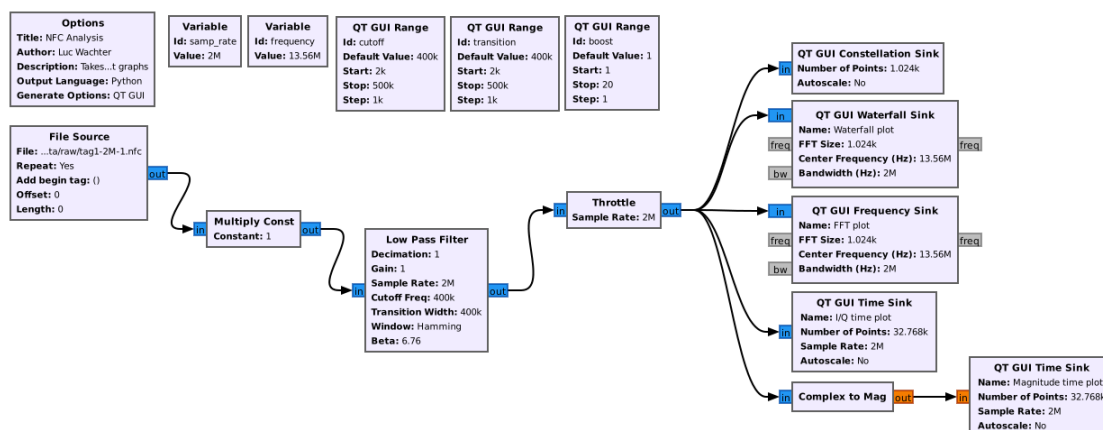 Options
Title: NFC Analysis
Author: Luc Wachter
Description: Takes...t graphs
Output Language: Python
Generate Options: QT GUI
Variable
Id: samp_rate
Value: 2M
Variable
Id: frequency
Value: 13.56M
QT GUI Range
Id: cutoff
Default Value: 400k
Start: 2k
Stop: 500k
Step: 1k
QT GUI Range
Id: transition
Default Value: 400k
Start: 2k
Stop: 500k
Step: 1k
QT GUI Range
Id: boost
Default Value: 1
Start: 1
Stop: 20
Step: 1
File Source
File: ...ta/raw/tag1-2M-1.nfc
Repeat: Yes
Add begin tag: ()
Offset: 0
Length: 0
out
in
Multiply Const
Constant: 1
out
in
Low Pass Filter
Decimation: 1
Gain: 1
Sample Rate: 2M
Cutoff Freq: 400k
Transition Width: 400k
Window: Hamming
Beta: 6.76
out
in
Throttle
Sample Rate: 2M
out
in
QT GUI Constellation Sink
Number of Points: 1.024k
Autoscale: No
in
freq
bw
QT GUI Waterfall Sink
Name: Waterfall plot
FFT Size: 1.024k
Center Frequency (Hz): 13.56M
Bandwidth (Hz): 2M
freq
in
freq
bw
QT GUI Frequency Sink
Name: FFT plot
FFT Size: 1.024k
Center Frequency (Hz): 13.56M
Bandwidth (Hz): 2M
freq
in
QT GUI Time Sink
Name: I/Q time plot
Number of Points: 32.768k
Sample Rate: 2M
Autoscale: No
in
Complex to Mag
out
in
QT GUI Time Sink
Name: Magnitude time plot
Number of Points: 32.768k
Sample Rate: 2M
Autoscale: No